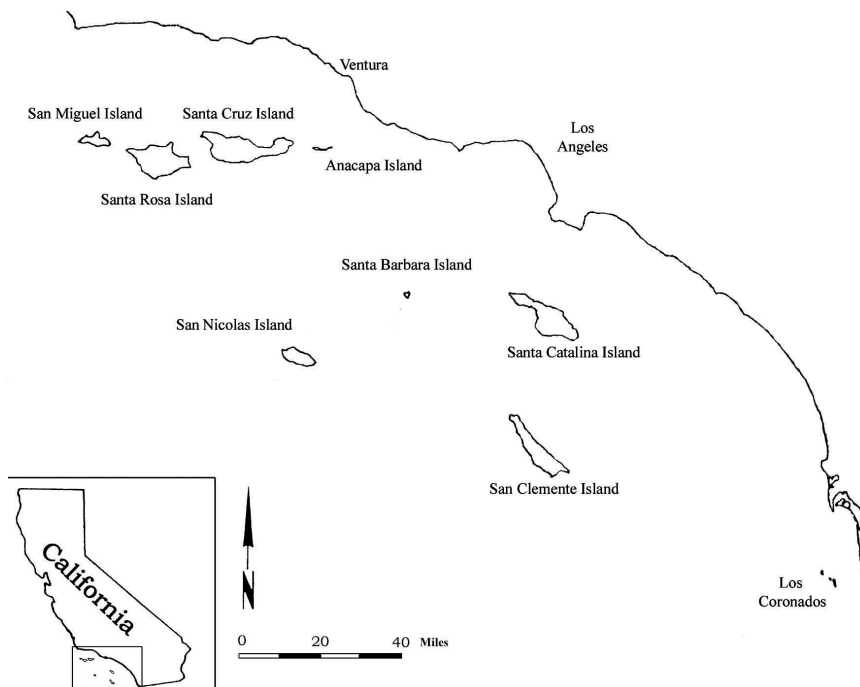 Ventura
San Miguel Island
Santa Cruz Island
Los
Angeles
Anacapa Island
Santa Rosa Island
Santa Barbara Island
San Nicolas Island
Santa Catalina Island
San Clemente Island
California
N
Los
Coronados
0 20 40 Miles